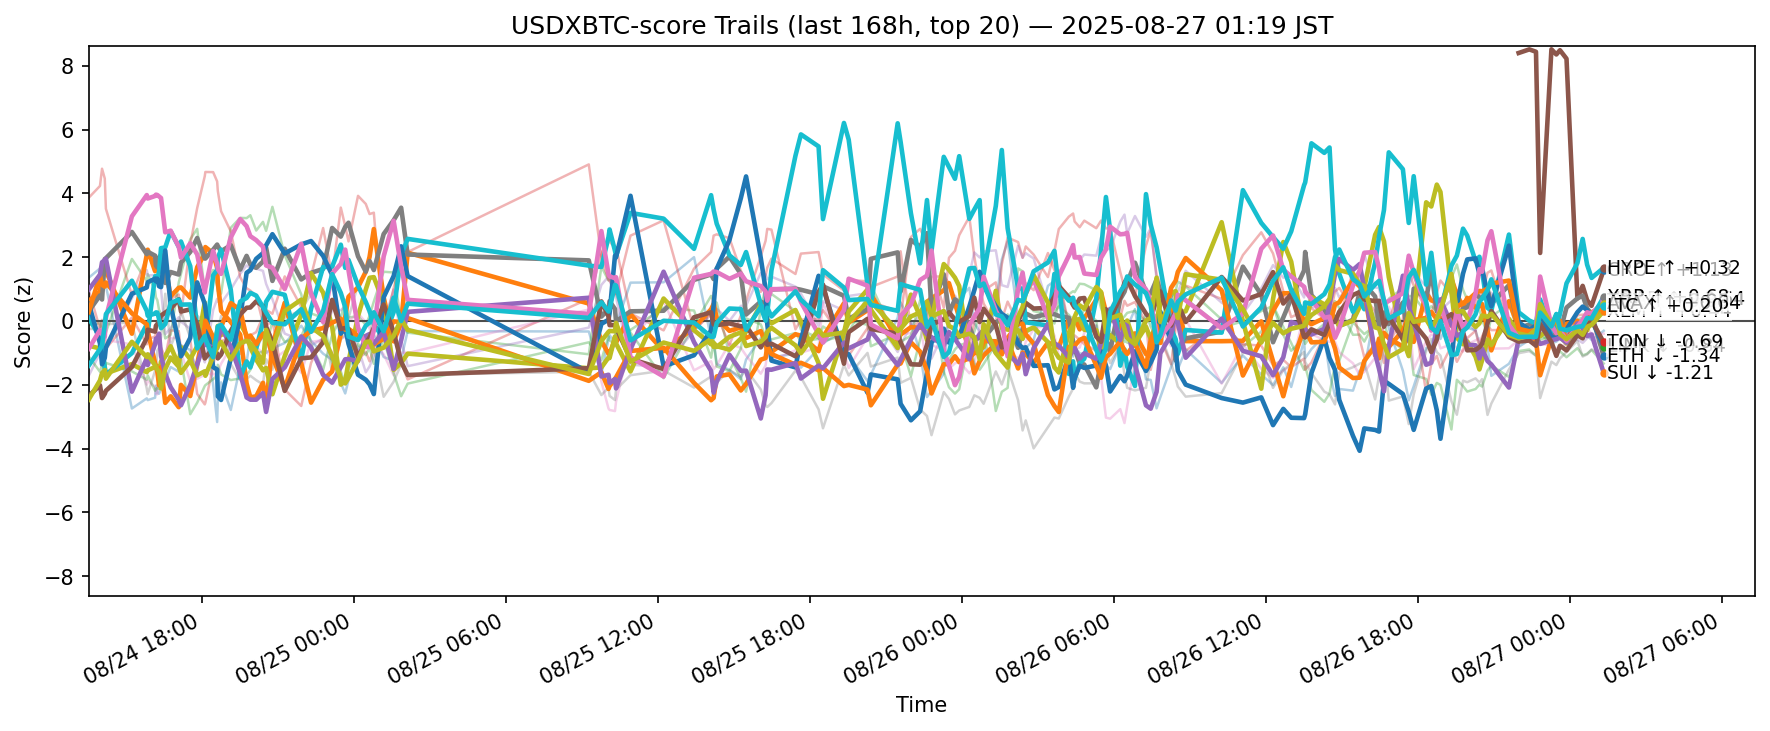 USDXBTC-score Trails (last 168h, top 20) — 2025-08-27 01:19 JST
Score (z)
8
6
4
2
0
−2
−4
−6
−8
HYPE ↑ +0.32
XRP ↑ +0.68
LTC ↑ +0.20
TON ↓ -0.69
ETH ↓ -1.34
SUI ↓ -1.21
08/24 18:00
08/25 00:00
08/25 06:00
08/25 12:00
08/25 18:00
08/26 00:00
08/26 06:00
08/26 12:00
08/26 18:00
08/27 00:00
08/27 06:00
Time